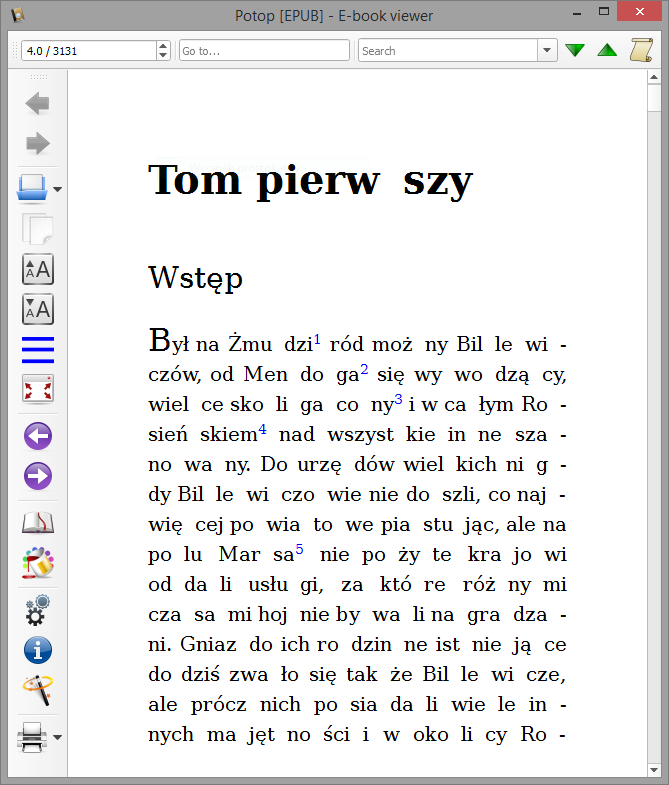 Potop [EPUB] - E-book viewer
4.0 / 3131
Go to...
Search
Tom pierw szy
Wstęp
Był na Żmu dzi1 ród moż ny Bil le wi -
czów, od Men do ga2 się wy wo dzą cy,
wiel ce sko li ga co ny3 i w ca łym Ro -
sień skiem4 nad wszyst kie in ne sza -
no wa ny. Do urzę dów wiel kich ni g -
dy Bil le wi czo wie nie do szli, co naj -
wię cej po wia to we pia stu jąc, ale na
po lu Mar sa5 nie po ży te kra jo wi
od da li usłu gi, za któ re róż ny mi
cza sa mi hoj nie by wa li na gra dza -
ni. Gniaz do ich ro dzin ne ist nie ją ce
do dziś zwa ło się tak że Bil le wi cze,
ale prócz nich po sia da li wie le in -
nych ma jęt no ści i w oko li cy Ro -